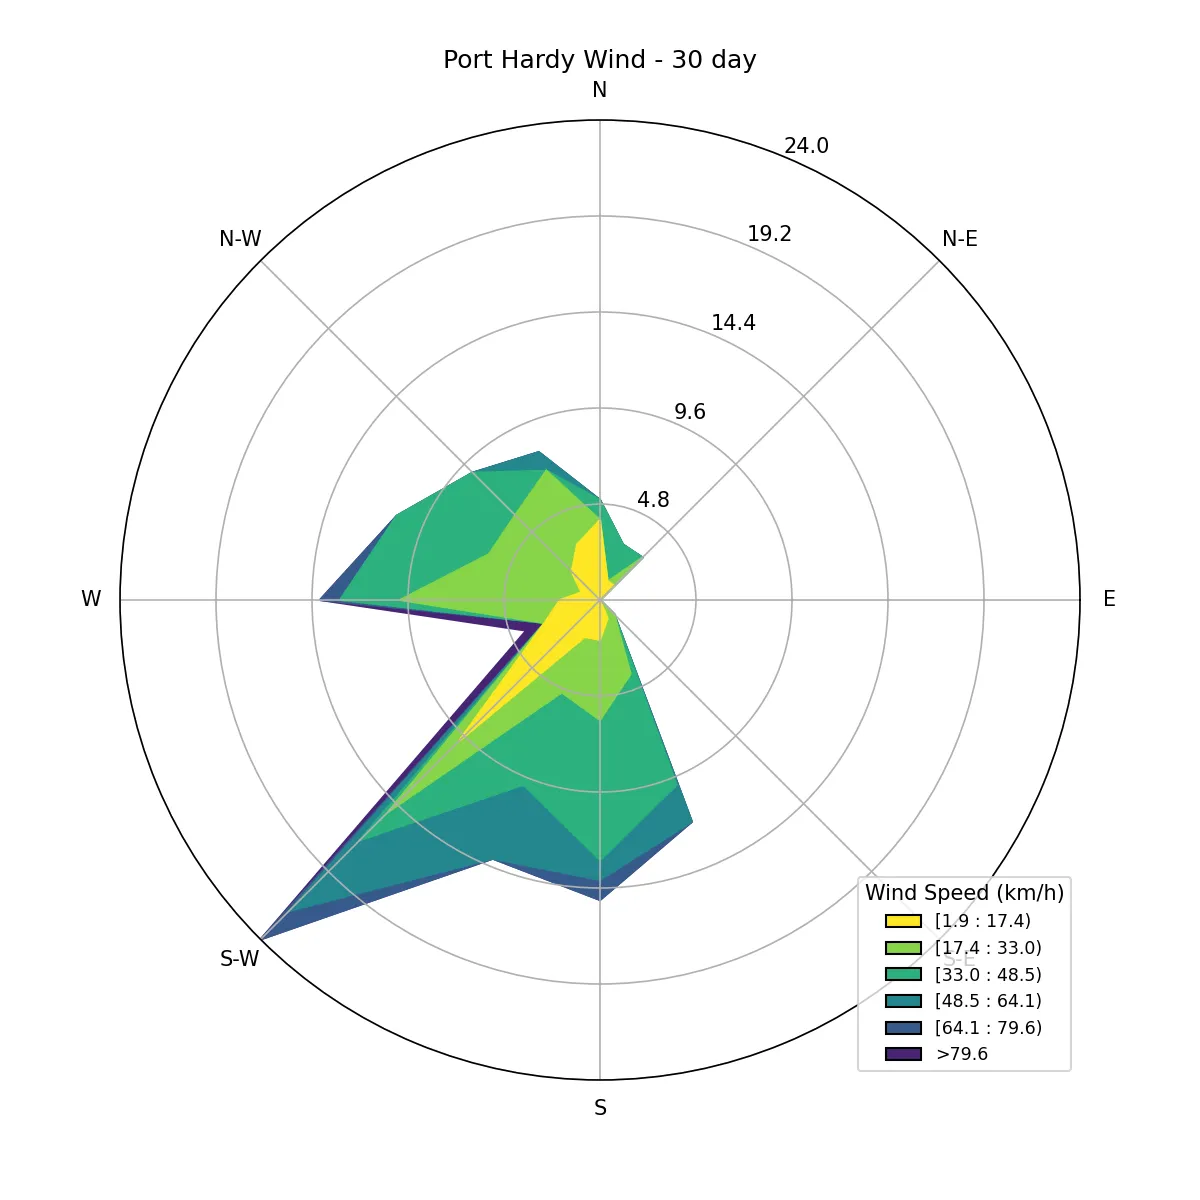 Port Hardy Wind - 30 day
N
24.0
N-W
19.2
N-E
14.4
9.6
4.8
W
E
S-W
S-E
S
Wind Speed (km/h)
[1.9 : 17.4)
[17.4 : 33.0)
[33.0 : 48.5)
[48.5 : 64.1)
[64.1 : 79.6)
>79.6